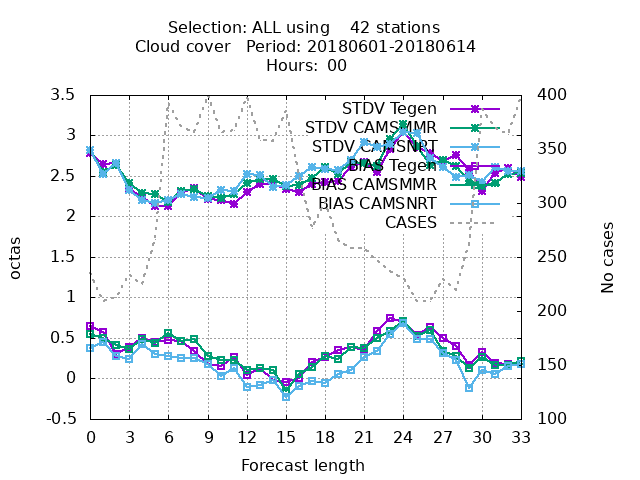 Selection: ALL using 42 stations
Cloud cover Period: 20180601-20180614
Hours: 00
3.5
3
2.5
2
1.5
1
0.5
0
-0.5
octas
400
350
300
250
200
150
100
No cases
STDV Tegen
STDV CAMSMMR
STDV CAMSNRT
BIAS Tegen
BIAS CAMSMMR
BIAS CAMSNRT
CASES
0 3 6 9 12 15 18 21 24 27 30 33
Forecast length